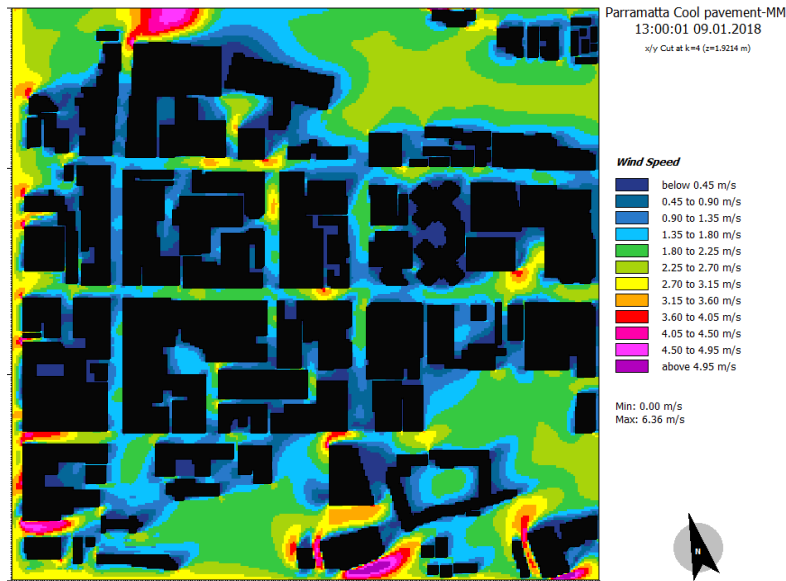 Parramatta Cool pavement-MM
13:00:01 09.01.2018
x/y Cut at k=4 (z=1.9214 m)
Wind Speed
below 0.45 m/s
0.45 to 0.90 m/s
0.90 to 1.35 m/s
1.35 to 1.80 m/s
1.80 to 2.25 m/s
2.25 to 2.70 m/s
2.70 to 3.15 m/s
3.15 to 3.60 m/s
3.60 to 4.05 m/s
4.05 to 4.50 m/s
4.50 to 4.95 m/s
above 4.95 m/s
Min: 0.00 m/s
Max: 6.36 m/s
N